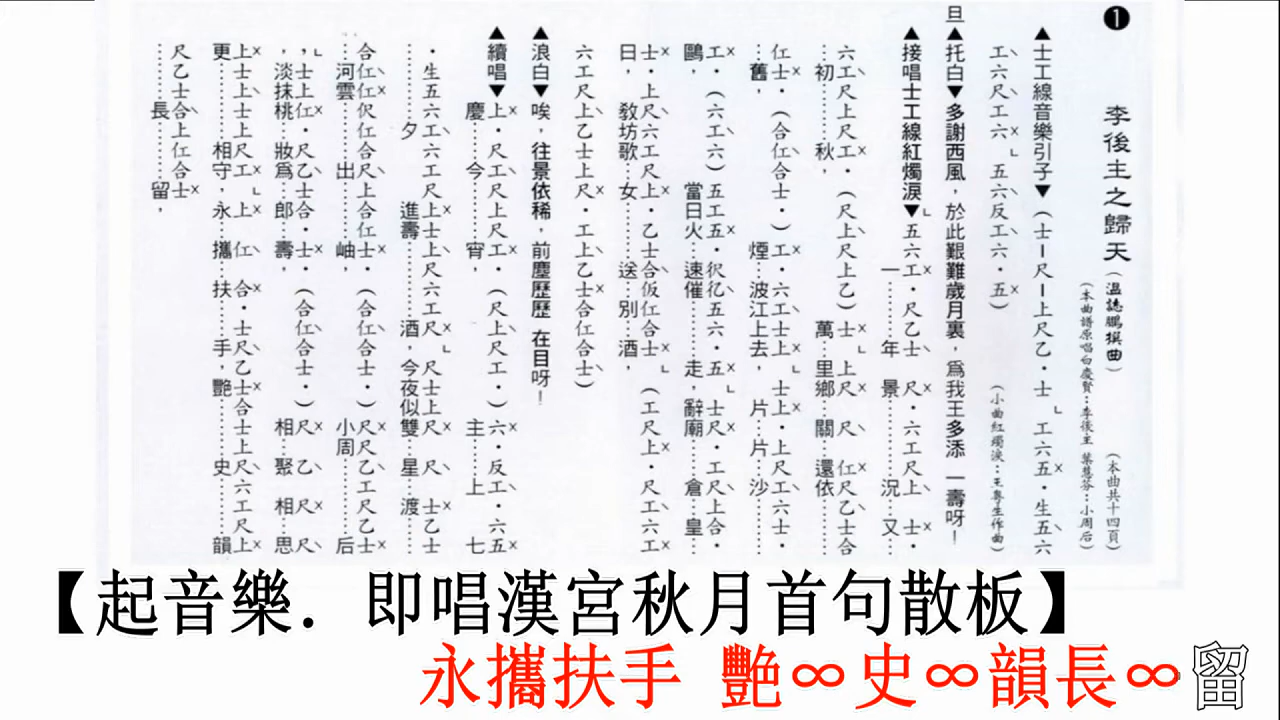 ❶
李後主之歸天（溫誌鵬撰曲）（本曲共十四頁）
（本曲譜原唱白慶賢：李後主 葉慧芬：小周后）
▲士工線音樂引子▼（士－尺－上尺乙・士 工六五・生五六
工六尺工六 五六反工六・五）（小曲紅燭淚：王粵生作曲）
旦
▲托白▼多謝西風，於此艱難歲月裏，為我王多添一壽呀！
▲接唱士工線紅燭淚▼五六工・尺乙士 尺・六工尺上 士・
一……年 景……況…又…
六工尺上尺工・（尺上尺上乙）士 上尺 尺 仜尺乙士合
初………秋， 萬…里鄉…關…還依…
仜士・（合仜合士・）工・六工士上 士上・上尺工六士・
…舊， 煙…波江上去，片…片…沙……
工・（六工六）五工五・伬亿五六・五 士尺・工尺上合・
鷗， 當日火…速催……走，辭廟…倉…皇…
士・上尺六工尺上・乙士合仮仜合士（工尺上・尺工六工
日，教坊歌…女……送…別…酒，
六工尺上乙士上尺・工上乙士合仜合士）
▲浪白▼唉，往景依稀，前塵歷歷 在目呀！
▲續唱▼上・尺工尺上尺工・（尺上尺工・）六・反工・六五
慶…今……宵， 主…上 七
・生五六工六工尺上士上尺六工尺 尺士上尺 尺 士乙士
………夕 進壽………酒，今夜似雙…星…渡…
合仜仜伬仜合尺上合仜士・（合仜合士・）尺尺乙工尺乙士
…河雲……出……岫， 小周………后
，士上仜・尺乙士合・士・（合仜合士・）尺 乙 尺 尺
，淡抹桃…妝為…郎…壽， 相…聚 相…思
上士上士上尺工 上 仜 合・士尺乙士合士上尺六工尺上
更………相守，永…攜…扶…手，艷……史……韻
尺乙士合上仜合士
……長……留，
【起音樂．即唱漢宮秋月首句散板】
永攜扶手 艷∞史∞韻長∞留